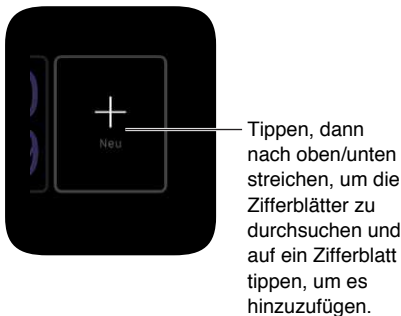 Neu
Tippen, dann
nach oben/unten
streichen, um die
Zifferblätter zu
durchsuchen und
auf ein Zifferblatt
tippen, um es
hinzuzufügen.